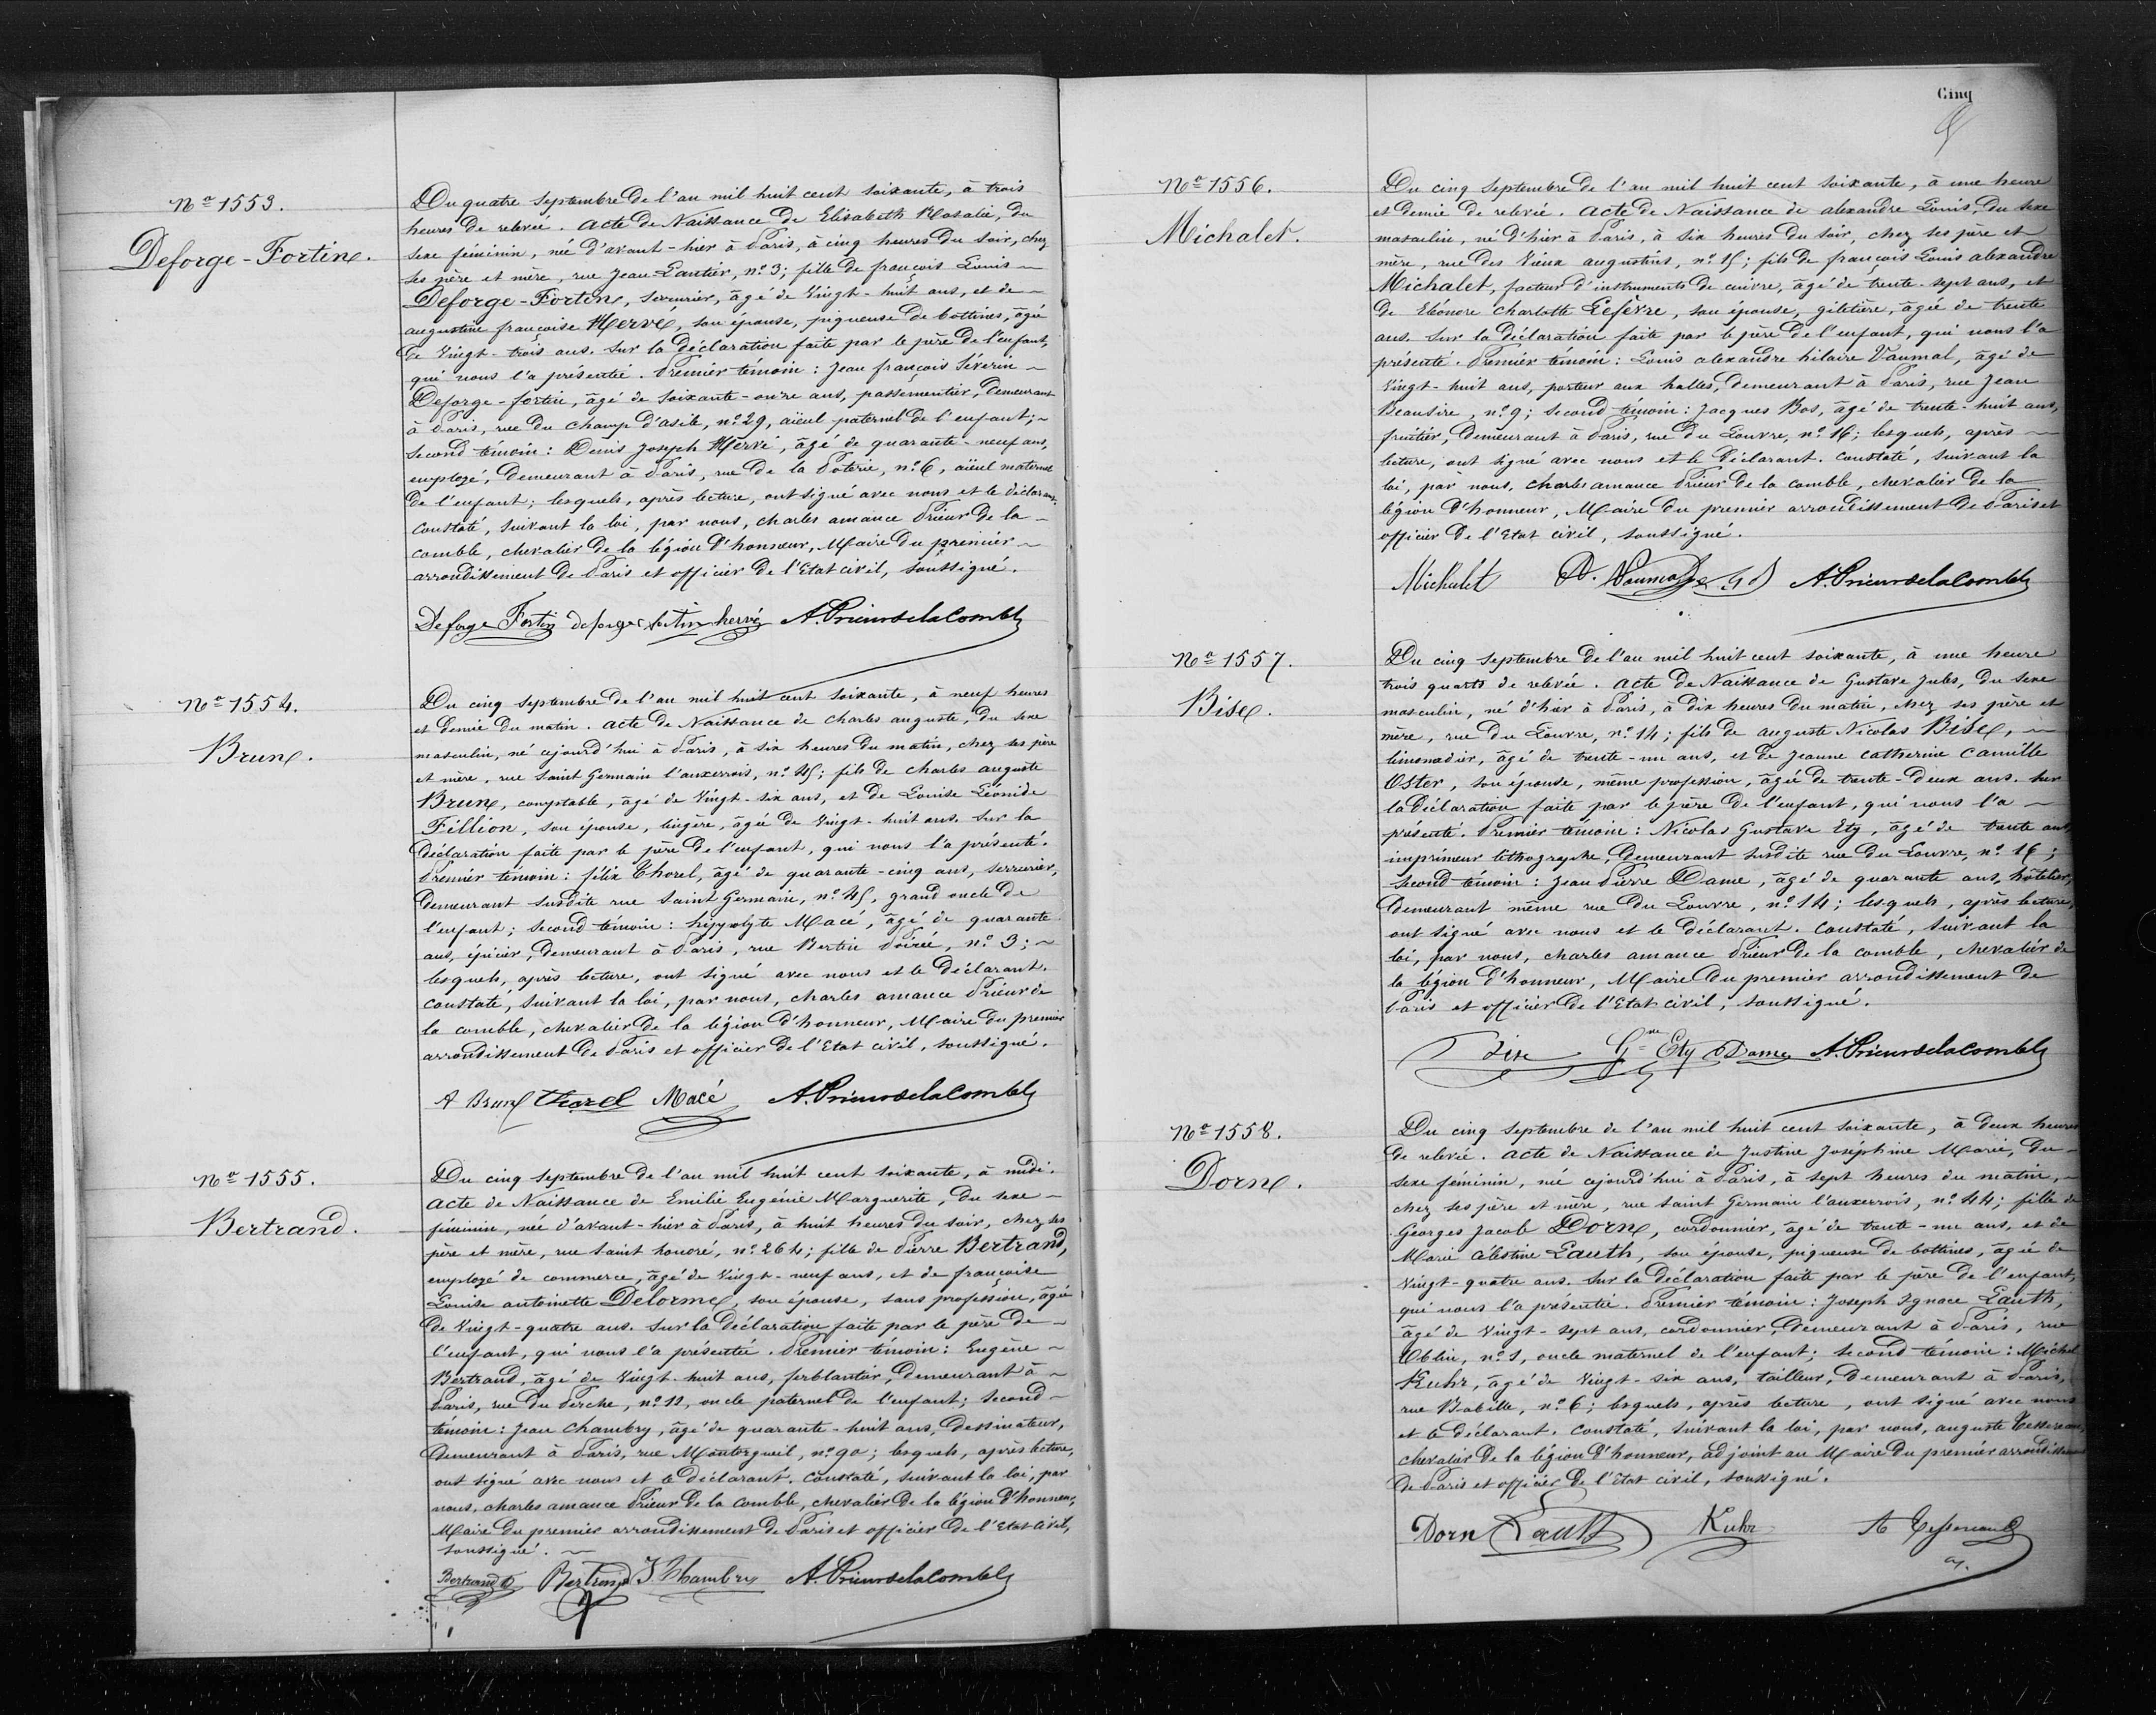 No 1553.
Deforge-Fortin.
Du quatre septembre de l'an mil huit cent soixante, à trois
heures de relevée. acte de Naissance de Elisabeth Rosalie, du
sexe féminin, née d'avant-hier à Paris, à cinq heures du soir, chez
ses père et mère, rue Jean Lantier, no 3; fille de françois Louis
Deforge-Fortin, serrurier, âgé de vingt-huit ans, et de
augustine françoise Hervé, son épouse, piqueuse de bottines, âgée
de vingt-trois ans. Sur la déclaration faite par le père de l'enfant,
qui nous l'a présentée. Premier témoin: Jean françois Séverin
Deforge-fortin, âgé de soixante-onze ans, passementier, demeurant
à Paris, rue du champ d'asile, no 29, aïeul paternel de l'enfant;
second témoin: Denis Joseph Hervé, âgé de quarante-neuf ans,
employé, demeurant à Paris, rue de la Poterie, no 6, aïeul maternel
de l'enfant; lesquels, après lecture, ont signé avec nous et le déclarant.
constaté, suivant la loi, par nous, charles amance Prieur de la
comble, chevalier de la légion d'honneur, Maire du premier
arrondissement de Paris et officier de l'Etat civil, soussigné.
Deforge Fortin deforge fortin hervé A. Prieur de la Comble
No 1554.
Brun.
Du cinq septembre de l'an mil huit cent soixante, à neuf heures
et demie du matin. acte de Naissance de charles auguste, du sexe
masculin, né cejourd'hui à Paris, à six heures du matin, chez ses père
et mère, rue saint Germain l'auxerrois, no 45; fils de charles auguste
Brun, comptable, âgé de vingt-six ans, et de Louise Léonide
Fillion, son épouse, lingère, âgée de vingt-huit ans. Sur la
déclaration faite par le père de l'enfant, qui nous l'a présenté.
Premier témoin: félix Thorel, âgé de quarante-cinq ans, serrurier,
demeurant susdite rue saint Germain, no 45, grand oncle de
l'enfant; second témoin: hippolyte Macé, âgé de quarante
ans, épicier, demeurant à Paris, rue Bertin Poirée, no 3;
lesquels, après lecture, ont signé avec nous et le déclarant.
constaté, suivant la loi, par nous, charles amance Prieur de
la comble, chevalier de la légion d'honneur, Maire du premier
arrondissement de Paris et officier de l'Etat civil, soussigné.
A Brun Thorel Macé A. Prieur de la Comble
No 1555.
Bertrand.
Du cinq septembre de l'an mil huit cent soixante, à midi.
acte de Naissance de Emilie Eugénie Marguerite, du sexe
féminin, née d'avant-hier à Paris, à huit heures du soir, chez ses
père et mère, rue saint honoré, no 264; fille de Pierre Bertrand,
employé de commerce, âgé de vingt-neuf ans, et de françoise
Louise antoinette Delorme, son épouse, sans profession, âgée
de vingt-quatre ans. Sur la déclaration faite par le père de
l'enfant, qui nous l'a présentée. Premier témoin: Eugène
Bertrand, âgé de vingt-huit ans, ferblantier, demeurant à
Paris, rue du Perche, no 12, oncle paternel de l'enfant; second
témoin: Jean Chambry, âgé de quarante-huit ans, dessinateur,
demeurant à Paris, rue Montorgueil, no 90; lesquels, après lecture,
ont signé avec nous et le déclarant. constaté, suivant la loi, par
nous, charles amance Prieur de la comble, chevalier de la légion d'honneur,
Maire du premier arrondissement de Paris et officier de l'Etat civil,
soussigné.
Bertrand Bertrand J. Chambry A. Prieur de la Comble
Cinq
5
No 1556.
Michalet.
Du cinq septembre de l'an mil huit cent soixante, à une heure
et demie de relevée. acte de Naissance de alexandre Louis, du sexe
masculin, né d'hier à Paris, à six heures du soir, chez ses père et
mère, rue des vieux augustins, no 15; fils de françois Louis alexandre
Michalet, facteur d'instruments de cuivre, âgé de trente-sept ans, et
de Eléonore charlotte Lefèvre, son épouse, giletière, âgée de trente
ans. Sur la déclaration faite par le père de l'enfant, qui nous l'a
présenté. Premier témoin: Louis alexandre hilaire Vaumal, âgé de
vingt-huit ans, porteur aux halles, demeurant à Paris, rue Jean
Beausire, no 9; second témoin: Jacques Bos, âgé de trente-huit ans,
fruitier, demeurant à Paris, rue du Louvre, no 16; lesquels, après
lecture, ont signé avec nous et le déclarant. constaté, suivant la
loi, par nous, charles amance Prieur de la comble, chevalier de la
légion d'honneur, Maire du premier arrondissement de Paris et
officier de l'Etat civil, soussigné.
Michalet Vaumal A. Prieur de la Comble
No 1557.
Bise.
Du cinq septembre de l'an mil huit cent soixante, à une heure
trois quarts de relevée. acte de Naissance de Gustave Jules, du sexe
masculin, né d'hier à Paris, à dix heures du matin, chez ses père et
mère, rue du Louvre, no 14; fils de auguste Nicolas Bise,
limonadier, âgé de trente-un ans, et de Jeanne catherine camille
Oster, son épouse, même profession, âgée de trente-deux ans. Sur
la déclaration faite par le père de l'enfant, qui nous l'a
présenté. Premier témoin: Nicolas Gustave Ety, âgé de trente ans,
imprimeur lithographe, demeurant susdite rue du Louvre, no 16;
second témoin: Jean Pierre Dame, âgé de quarante ans, hôtelier,
demeurant même rue du Louvre, no 14; lesquels, après lecture,
ont signé avec nous et le déclarant. constaté, suivant la
loi, par nous, charles amance Prieur de la comble, chevalier de
la légion d'honneur, Maire du premier arrondissement de
Paris et officier de l'Etat civil, soussigné.
Bise Gve Ety Dame A. Prieur de la Comble
No 1558.
Dorn.
Du cinq septembre de l'an mil huit cent soixante, à deux heures
de relevée. acte de Naissance de Justine Joséphine Marie, du
sexe féminin, née cejourd'hui à Paris, à sept heures du matin,
chez ses père et mère, rue saint Germain l'auxerrois, no 44; fille de
Georges Jacob Dorn, cordonnier, âgé de trente-un ans, et de
Marie célestine Lauth, son épouse, piqueuse de bottines, âgée de
vingt-quatre ans. Sur la déclaration faite par le père de l'enfant,
qui nous l'a présentée. Premier témoin: Joseph Ignace Lauth,
âgé de vingt-sept ans, cordonnier, demeurant à Paris, rue
Oblin, no 1, oncle maternel de l'enfant; second témoin: Michel
Kuhr, âgé de vingt-six ans, tailleur, demeurant à Paris,
rue Babille, no 6; lesquels, après lecture, ont signé avec nous
et le déclarant. constaté, suivant la loi, par nous, auguste Tessereau,
chevalier de la légion d'honneur, adjoint au Maire du premier arrondissement
de Paris et officier de l'Etat civil, soussigné.
Dorn Lauth Kuhr A Tessereau